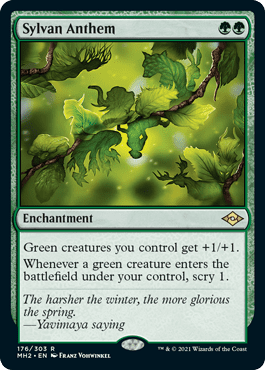 Sylvan Anthem
Enchantment
Green creatures you control get +1/+1.
Whenever a green creature enters the
battlefield under your control, scry 1.
The harsher the winter, the more glorious
the spring.
—Yavimaya saying
176/303 R
MH2 • EN Franz Vohwinkel
™ & © 2021 Wizards of the Coast